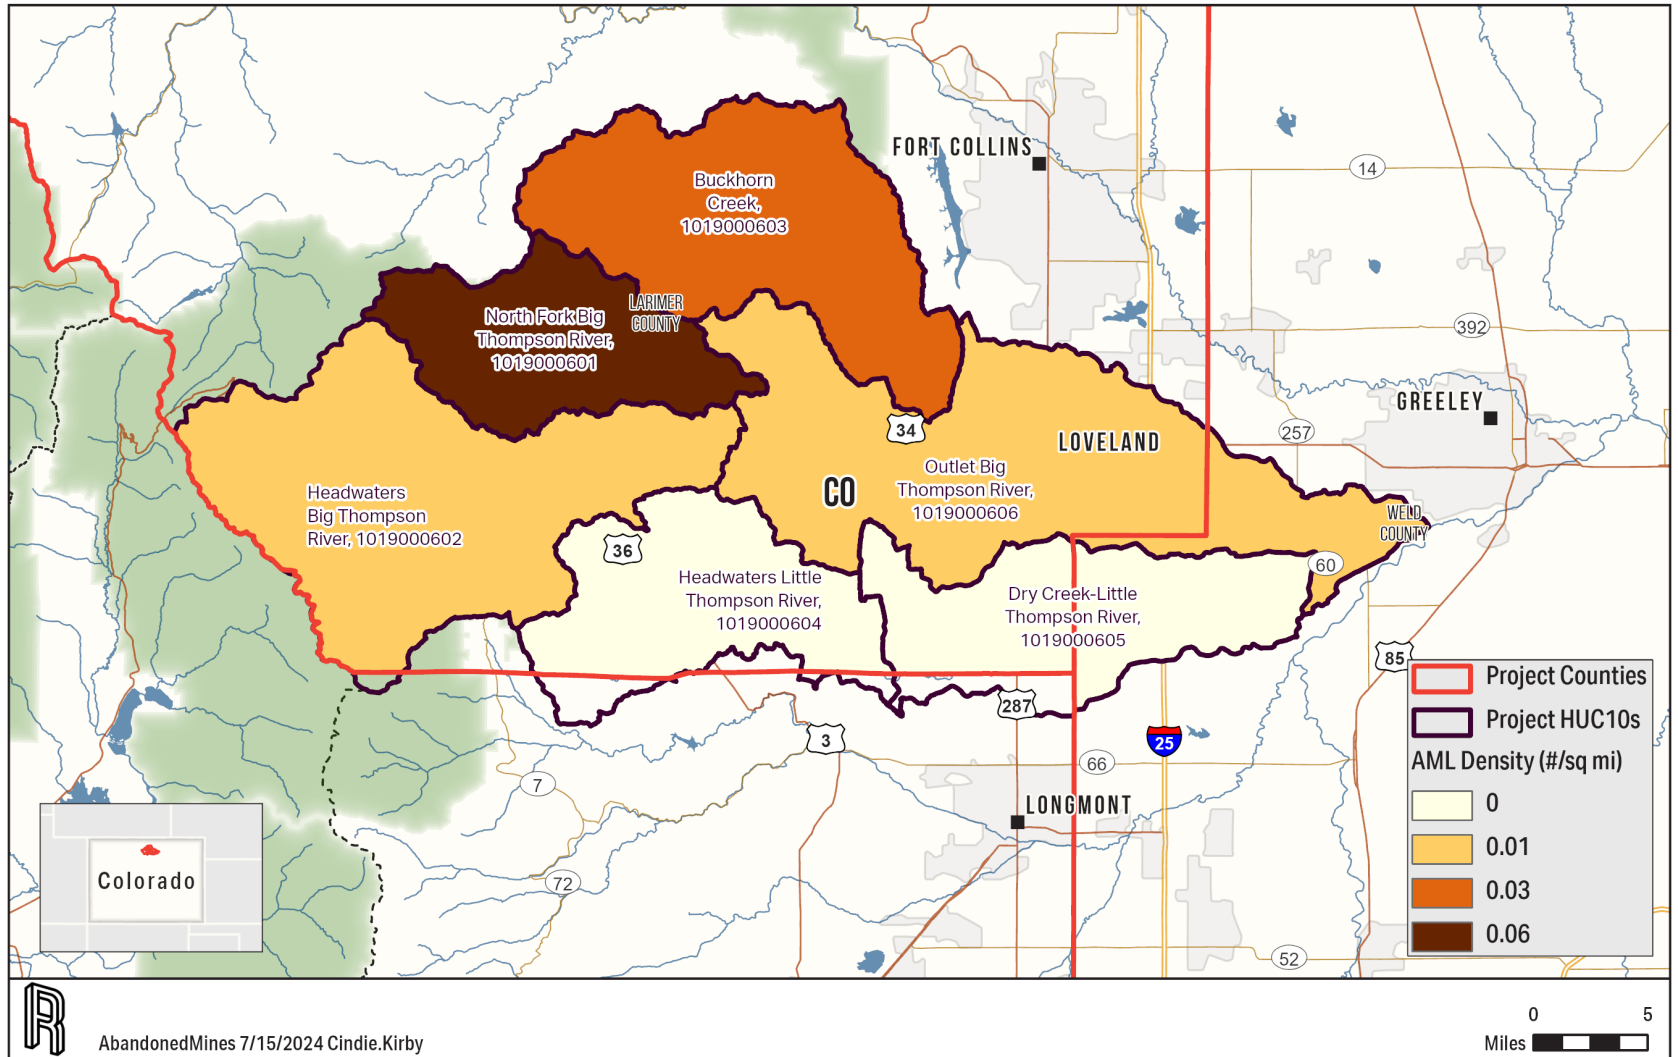 FORT COLLINS
14
Buckhorn
Creek,
1019000603
LARIMER
COUNTY
North Fork Big
Thompson River,
1019000601
392
GREELEY
257
34
LOVELAND
Outlet Big
Thompson River,
1019000606
CO
Headwaters
Big Thompson
River, 1019000602
WELD
COUNTY
36
60
Headwaters Little
Thompson River,
1019000604
Dry Creek-Little
Thompson River,
1019000605
85
287
3
25
66
7
LONGMONT
72
52
Project Counties
Project HUC10s
AML Density (#/sq mi)
0
0.01
0.03
0.06
Colorado
R
AbandonedMines 7/15/2024 Cindie.Kirby
0 5
Miles